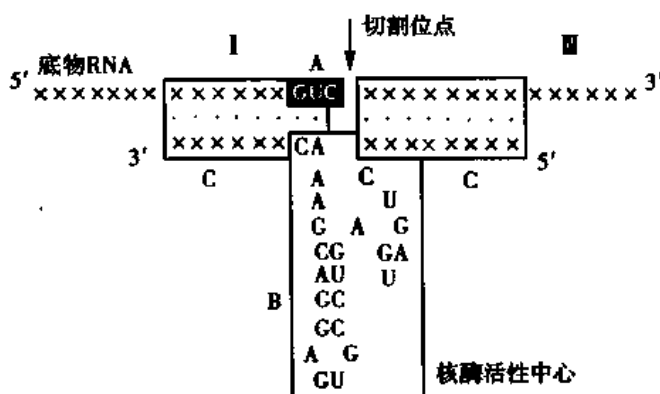 切割位点
Ⅰ A Ⅲ
底物RNA
5′ ×××××× ×××××× GUC ×××××××× ××××× 3′
3′ ×××××× CA ×××××××× 5′
C A C C
A U
G A G
CG GA
AU U
B GC
GC
A G 核酶活性中心
GU